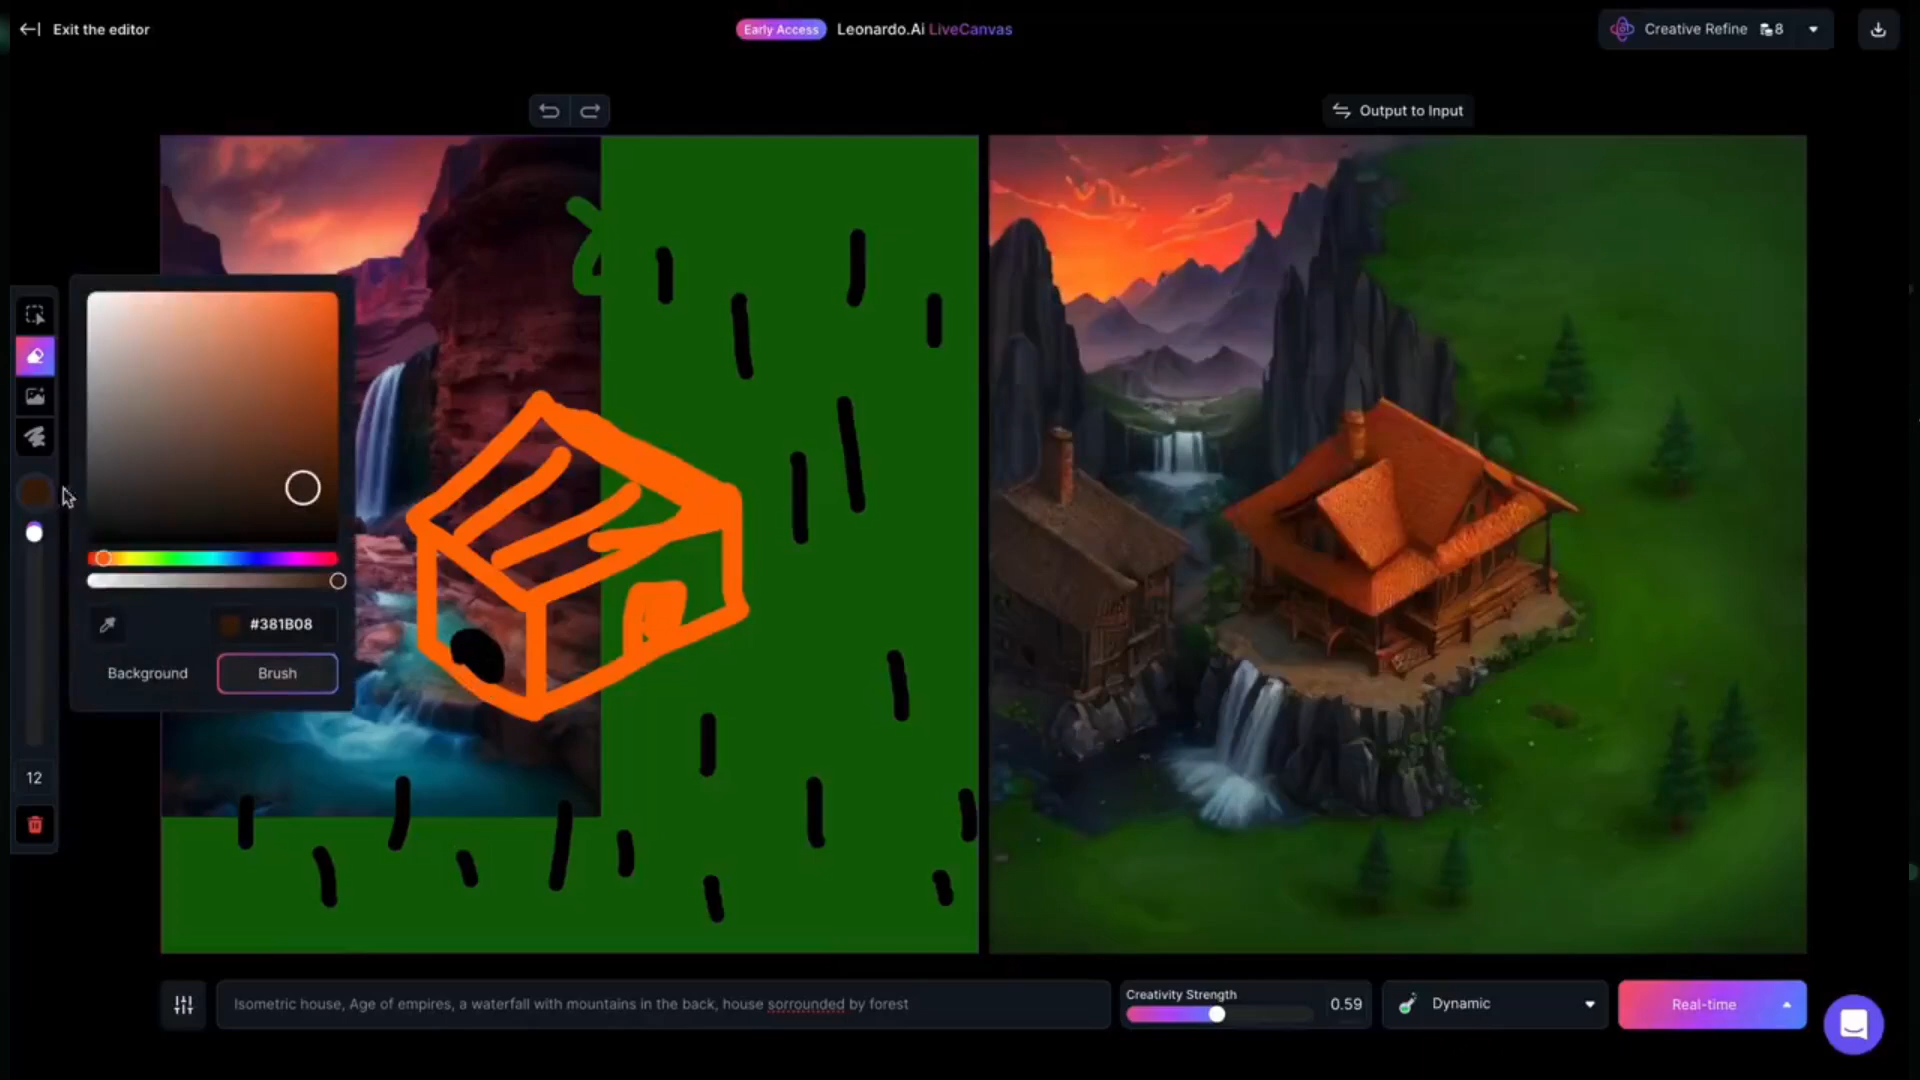 Exit the editor
Early Access Leonardo.Ai LiveCanvas
Creative Refine 8
Output to Input
#381B08
Background Brush
12
Isometric house, Age of empires, a waterfall with mountains in the back, house sorrounded by forest
Creativity Strength
0.59
Dynamic
Real-time